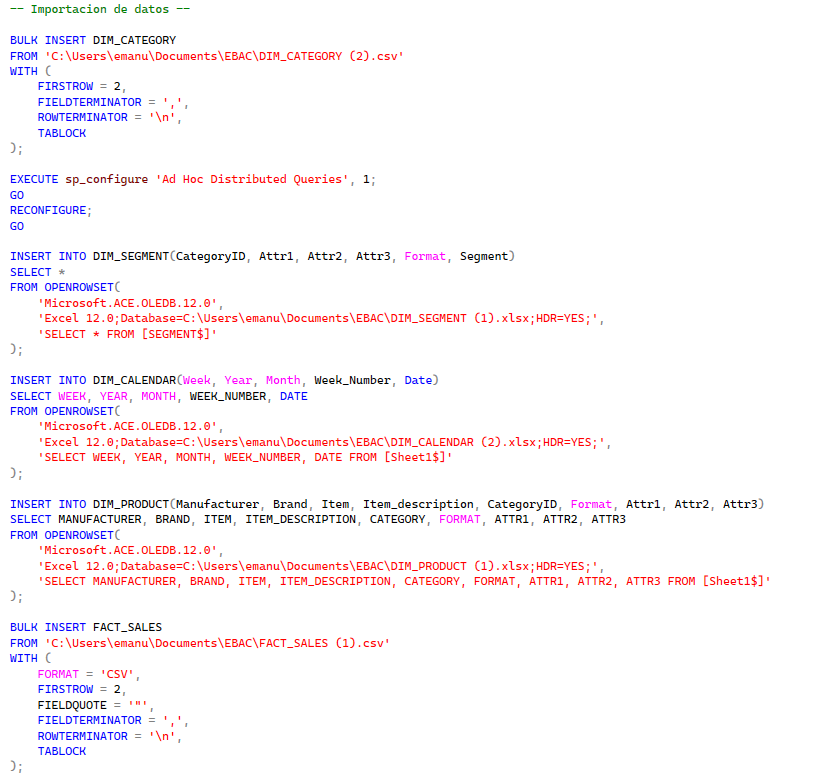 -- Importacion de datos --

BULK INSERT DIM_CATEGORY
FROM 'C:\Users\emanu\Documents\EBAC\DIM_CATEGORY (2).csv'
WITH (
    FIRSTROW = 2,
    FIELDTERMINATOR = ',',
    ROWTERMINATOR = '\n',
    TABLOCK
);

EXECUTE sp_configure 'Ad Hoc Distributed Queries', 1;
GO
RECONFIGURE;
GO

INSERT INTO DIM_SEGMENT(CategoryID, Attr1, Attr2, Attr3, Format, Segment)
SELECT *
FROM OPENROWSET(
    'Microsoft.ACE.OLEDB.12.0',
    'Excel 12.0;Database=C:\Users\emanu\Documents\EBAC\DIM_SEGMENT (1).xlsx;HDR=YES;',
    'SELECT * FROM [SEGMENT$]'
);

INSERT INTO DIM_CALENDAR(Week, Year, Month, Week_Number, Date)
SELECT WEEK, YEAR, MONTH, WEEK_NUMBER, DATE
FROM OPENROWSET(
    'Microsoft.ACE.OLEDB.12.0',
    'Excel 12.0;Database=C:\Users\emanu\Documents\EBAC\DIM_CALENDAR (2).xlsx;HDR=YES;',
    'SELECT WEEK, YEAR, MONTH, WEEK_NUMBER, DATE FROM [Sheet1$]'
);

INSERT INTO DIM_PRODUCT(Manufacturer, Brand, Item, Item_description, CategoryID, Format, Attr1, Attr2, Attr3)
SELECT MANUFACTURER, BRAND, ITEM, ITEM_DESCRIPTION, CATEGORY, FORMAT, ATTR1, ATTR2, ATTR3
FROM OPENROWSET(
    'Microsoft.ACE.OLEDB.12.0',
    'Excel 12.0;Database=C:\Users\emanu\Documents\EBAC\DIM_PRODUCT (1).xlsx;HDR=YES;',
    'SELECT MANUFACTURER, BRAND, ITEM, ITEM_DESCRIPTION, CATEGORY, FORMAT, ATTR1, ATTR2, ATTR3 FROM [Sheet1$]'
);

BULK INSERT FACT_SALES
FROM 'C:\Users\emanu\Documents\EBAC\FACT_SALES (1).csv'
WITH (
    FORMAT = 'CSV',
    FIRSTROW = 2,
    FIELDQUOTE = '"',
    FIELDTERMINATOR = ',',
    ROWTERMINATOR = '\n',
    TABLOCK
);